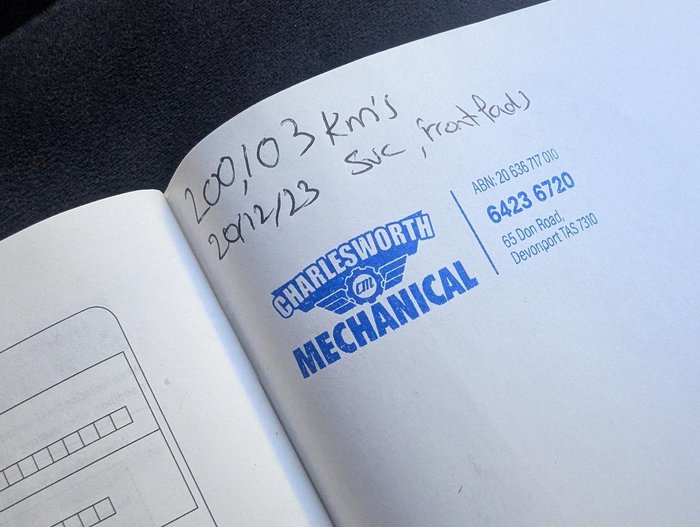 200,103 Km's
20/12/23 Svc, front Pads
CHARLESWORTH
cm
MECHANICAL
ABN: 20 636 717 010
6423 6720
65 Don Road,
Devonport TAS 7310